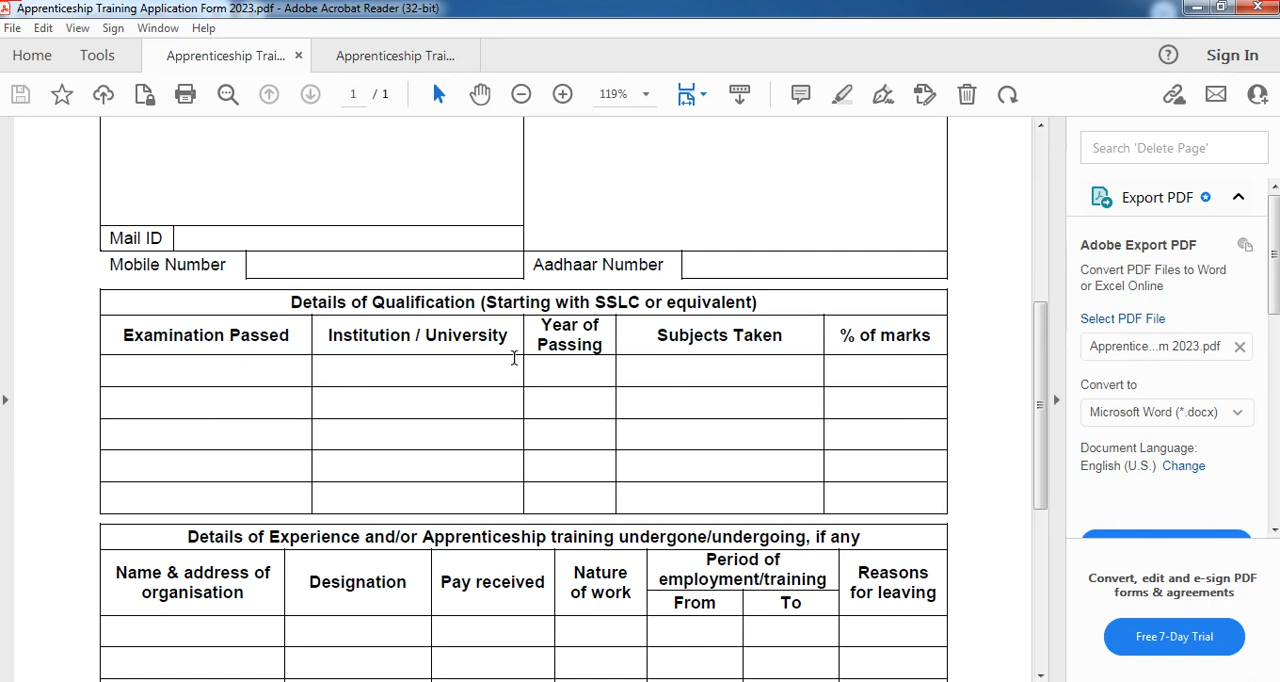 Apprenticeship Training Application Form 2023.pdf - Adobe Acrobat Reader (32-bit)
File Edit View Sign Window Help
Home Tools Apprenticeship Trai... × Apprenticeship Trai... Sign In
1 / 1 119%
Search 'Delete Page'
Export PDF
Adobe Export PDF
Convert PDF Files to Word
or Excel Online
Select PDF File
Apprentice...m 2023.pdf
Convert to
Microsoft Word (*.docx)
Document Language:
English (U.S.) Change
Convert, edit and e-sign PDF
forms & agreements
Free 7-Day Trial
Mail ID
Mobile Number Aadhaar Number
Details of Qualification (Starting with SSLC or equivalent)
Examination Passed Institution / University Year of Passing Subjects Taken % of marks
Details of Experience and/or Apprenticeship training undergone/undergoing, if any
Name & address of organisation Designation Pay received Nature of work Period of employment/training Reasons for leaving
From To